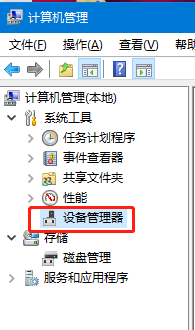 计算机管理
文件(F) 操作(A) 查看(V)
计算机管理(本地)
系统工具
任务计划程序
事件查看器
共享文件夹
性能
设备管理器
存储
磁盘管理
服务和应用程序